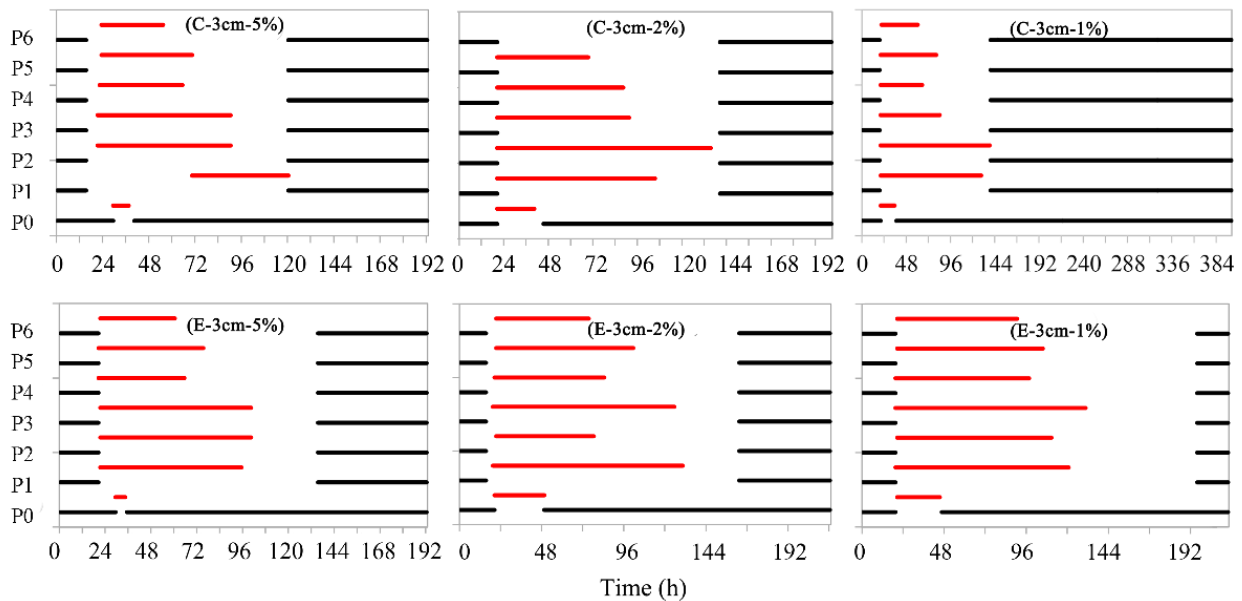 (C-3cm-5%) (C-3cm-2%) (C-3cm-1%)
P6
P5
P4
P3
P2
P1
P0
0 24 48 72 96 120 144 168 192 0 24 48 72 96 120 144 168 192 0 48 96 144 192 240 288 336 384
(E-3cm-5%) (E-3cm-2%) (E-3cm-1%)
P6
P5
P4
P3
P2
P1
P0
0 24 48 72 96 120 144 168 192 0 48 96 144 192 0 48 96 144 192
Time (h)